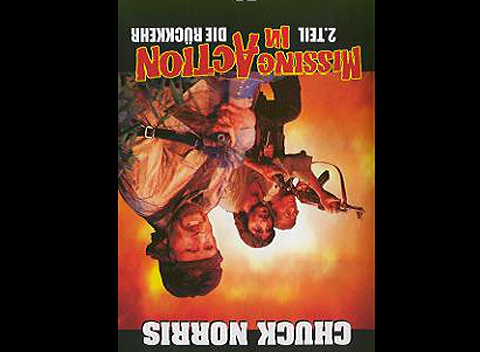 CHUCK NORRIS
MISSING IN ACTION
2. TEIL DIE RÜCKKEHR